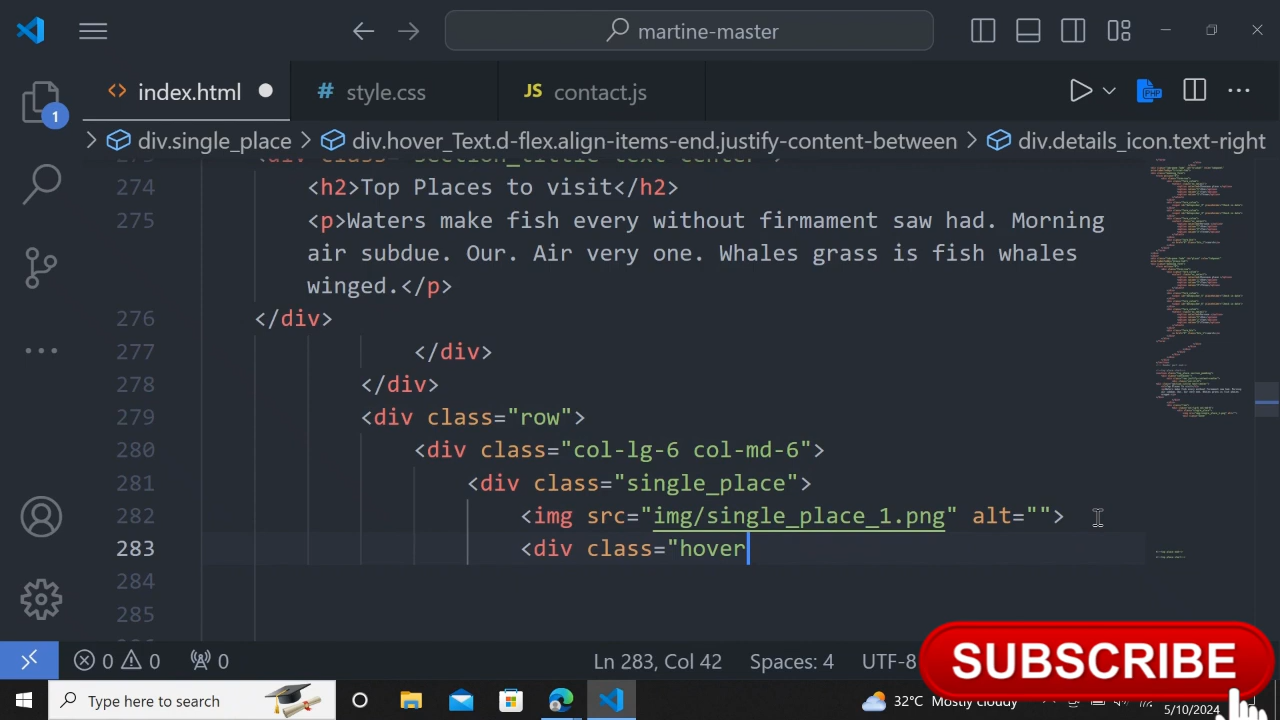 martine-master
index.html
# style.css
JS contact.js
PHP
1
div.single_place > div.hover_Text.d-flex.align-items-end.justify-content-between > div.details_icon.text-right
274 <h2>Top Places to visit</h2>
275 <p>Waters make fish every without firmament saw had. Morning
air subdue. Our. Air very one. Whales grass is fish whales
winged.</p>
276 </div>
277 </div>
278 </div>
279 <div class="row">
280 <div class="col-lg-6 col-md-6">
281 <div class="single_place">
282 <img src="img/single_place_1.png" alt="">
283 <div class="hover
284
285
0 0 0
Ln 283, Col 42
Spaces: 4
UTF-8
SUBSCRIBE
Type here to search
32°C Mostly cloudy
5/10/2024